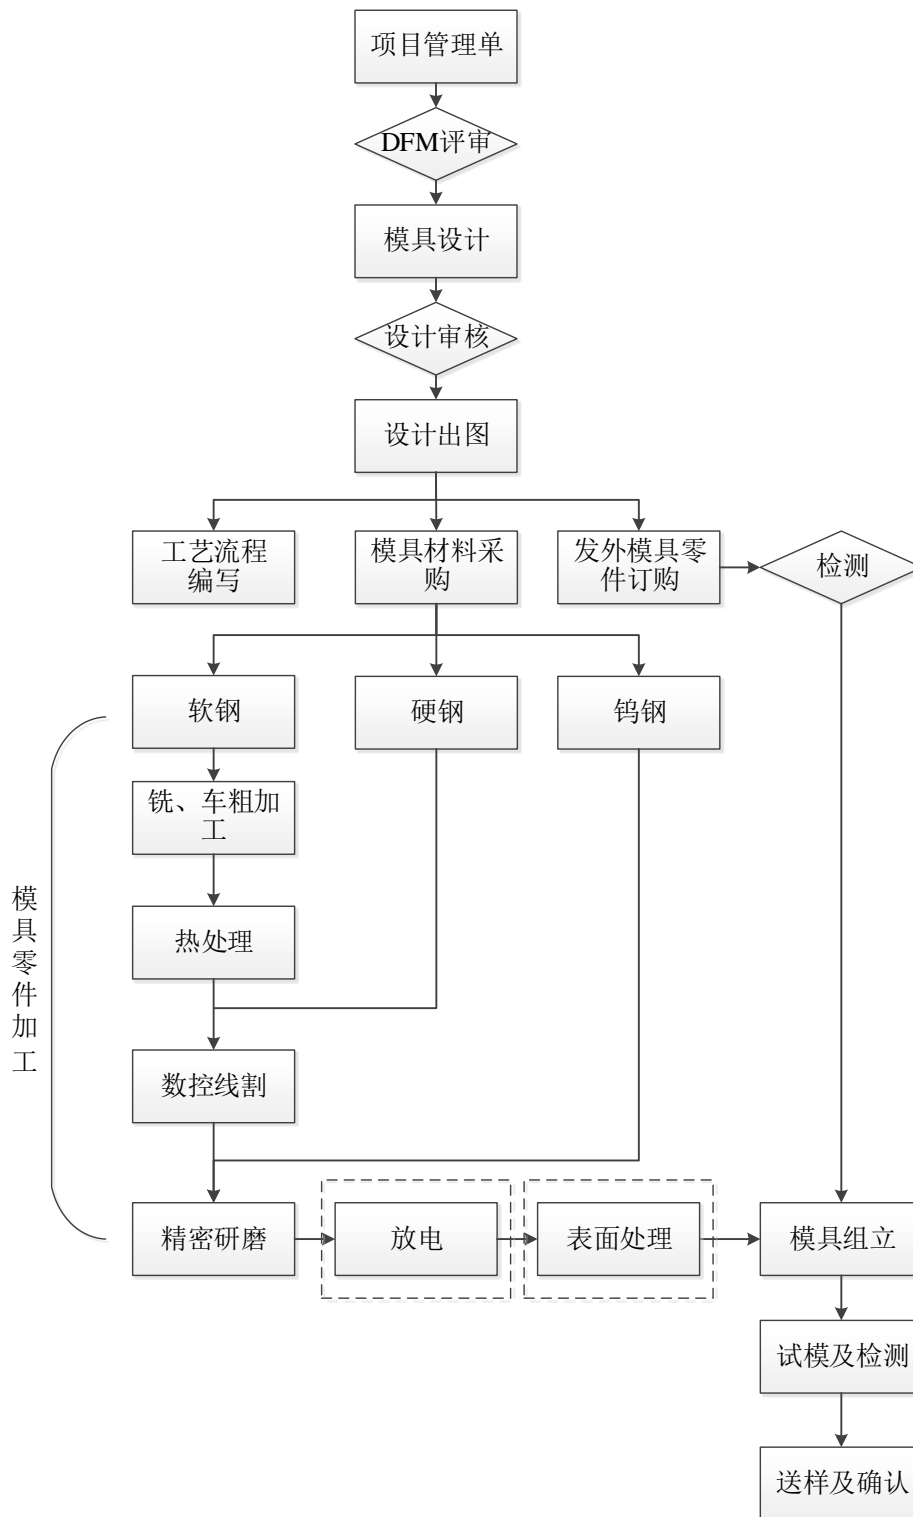 项目管理单
DFM评审
模具设计
设计审核
设计出图
工艺流程
编写
模具材料采
购
发外模具零
件订购
检测
软钢
硬钢
钨钢
铣、车粗加
工
模具零件加工
热处理
数控线割
精密研磨
放电
表面处理
模具组立
试模及检测
送样及确认